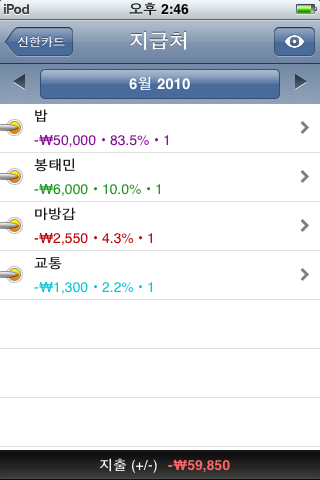 iPod 오후 2:46
신한카드 지급처
6월 2010
밥
-₩50,000 • 83.5% • 1
봉태민
-₩6,000 • 10.0% • 1
마방갑
-₩2,550 • 4.3% • 1
교통
-₩1,300 • 2.2% • 1
지출 (+/-) -₩59,850